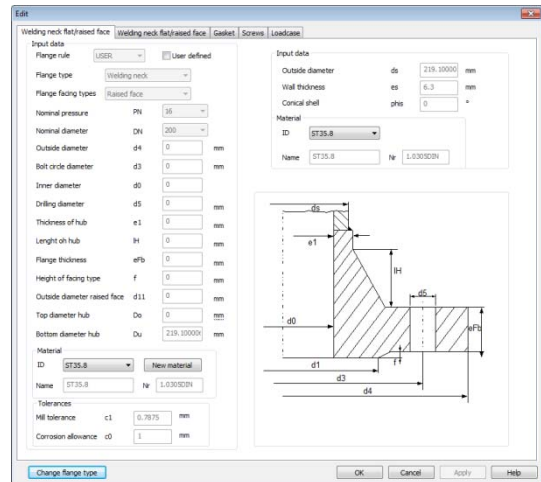 Edit
Welding neck flat/raised face Welding neck flat/raised face Gasket Screws Loadcase
Input data
Flange rule USER User defined
Flange type Welding neck
Flange facing types Raised face
Nominal pressure PN 16
Nominal diameter DN 200
Outside diameter d4 0 mm
Bolt circle diameter d3 0 mm
Inner diameter d0 0
Drilling diameter d5 0 mm
Thickness of hub e1 0 mm
Lenght oh hub lH 0 mm
Flange thickness eFb 0 mm
Height of facing type f 0 mm
Outside diameter raised face d11 0 mm
Top diameter hub Do 0 mm
Bottom diameter hub Du 219.10000 mm
Material
ID ST35.8 New material
Name ST35.8 Nr 1.0305DIN
Tolerances
Mill tolerance c1 0.7875 mm
Corrosion allowance c0 1 mm
Change flange type
Input data
Outside diameter ds 219.10000 mm
Wall thickness es 6.3 mm
Conical shell phis 0 °
Material
ID ST35.8
Name ST35.8 Nr 1.0305DIN
ds
e1
lH
d5
d0
eFb
f
d1
d3
d4
OK Cancel Apply Help